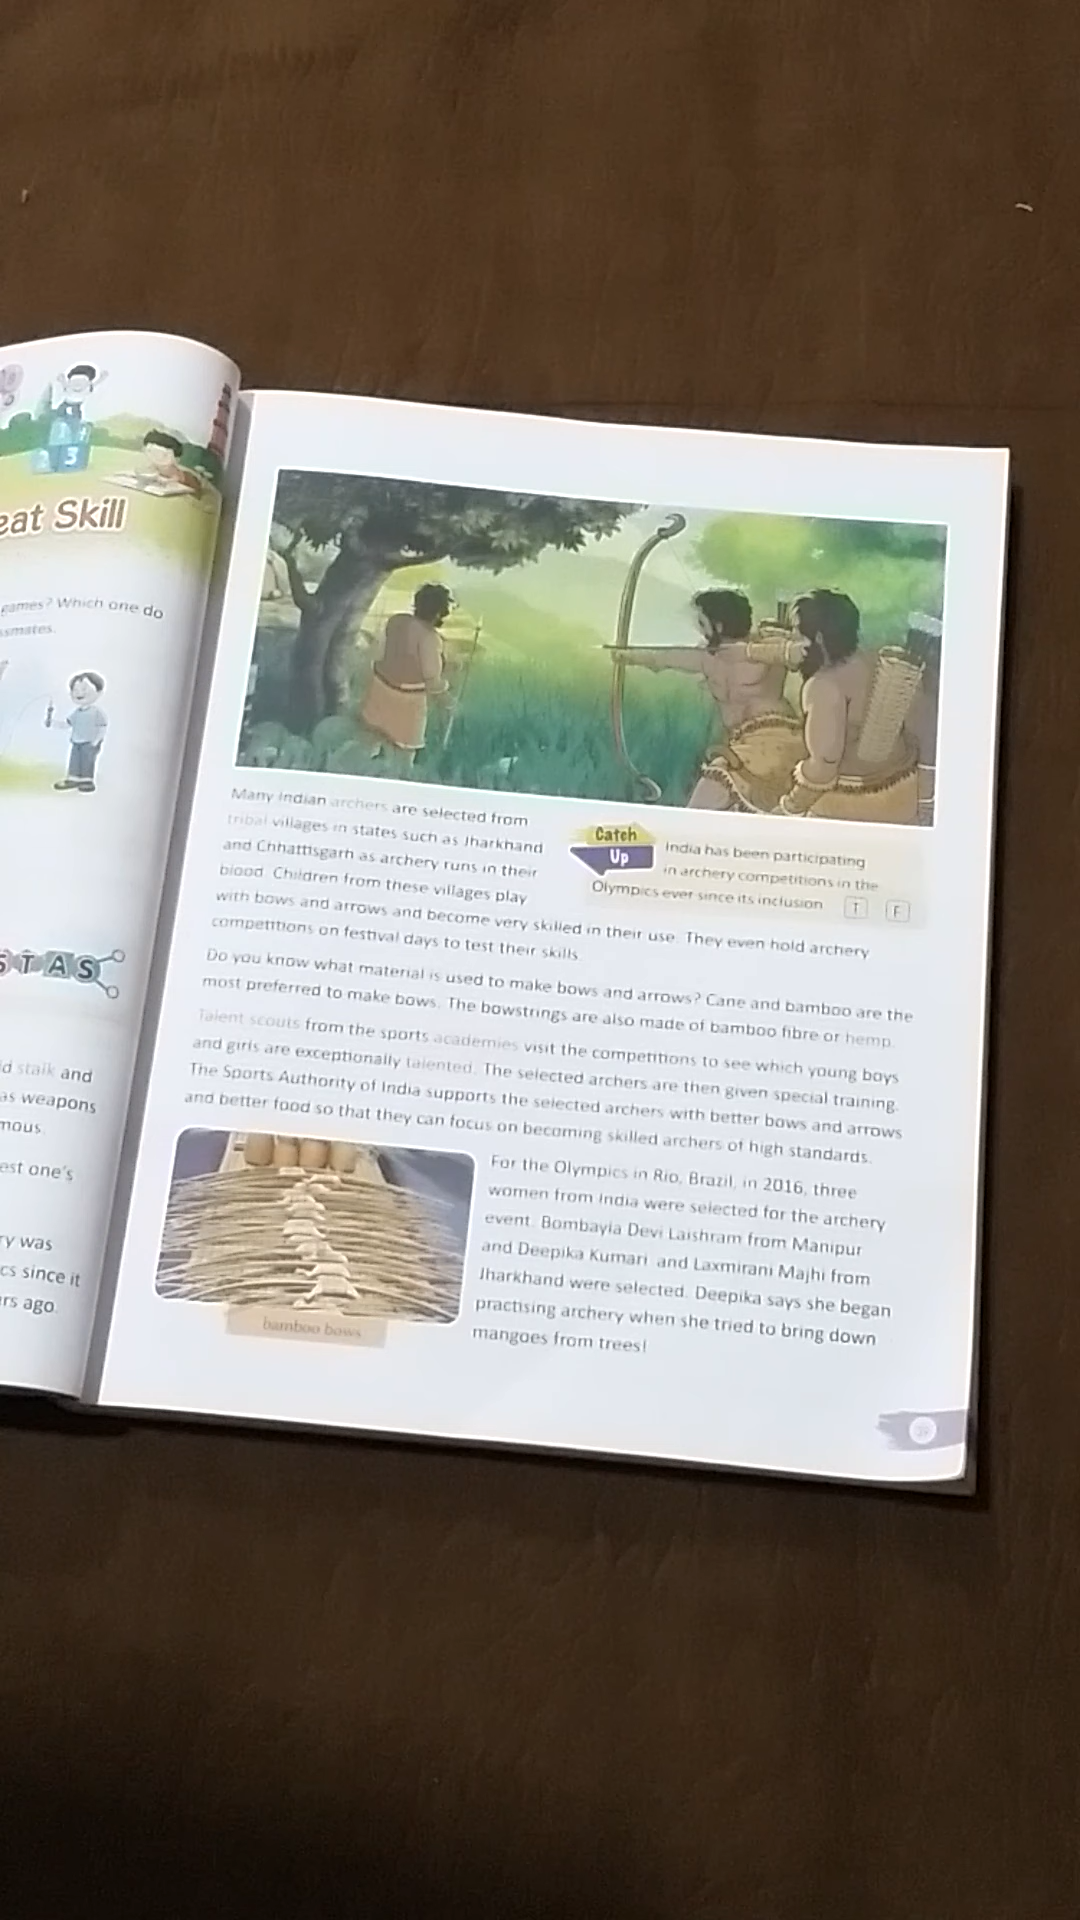 eat Skill
games? Which one do
ssmates.
3
STAS
ld stalk and
as weapons
mous.
est one's
ry was
cs since it
rs ago.
Many Indian archers are selected from
tribal villages in states such as Jharkhand
and Chhattisgarh as archery runs in their
blood. Children from these villages play
with bows and arrows and become very skilled in their use. They even hold archery
competitions on festival days to test their skills.
Catch
Up
India has been participating
in archery competitions in the
Olympics ever since its inclusion.
T F
Do you know what material is used to make bows and arrows? Cane and bamboo are the
most preferred to make bows. The bowstrings are also made of bamboo fibre or hemp.
Talent scouts from the sports academies visit the competitions to see which young boys
and girls are exceptionally talented. The selected archers are then given special training.
The Sports Authority of India supports the selected archers with better bows and arrows
and better food so that they can focus on becoming skilled archers of high standards.
For the Olympics in Rio, Brazil, in 2016, three
women from India were selected for the archery
event. Bombayla Devi Laishram from Manipur
and Deepika Kumari and Laxmirani Majhi from
Jharkhand were selected. Deepika says she began
practising archery when she tried to bring down
mangoes from trees!
bamboo bows